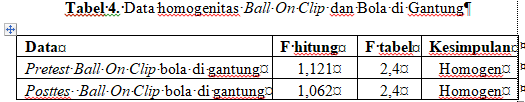 Tabel 4. Data homogenitas Ball On Clip dan Bola di Gantung¶
Data¤ F hitung¤ F tabel¤ Kesimpulan¤
Pretest Ball On Clip bola di gantung¤ 1,121¤ 2,4¤ Homogen¤
Posttes Ball On Clip bola di gantung¤ 1,062¤ 2,4¤ Homogen¤